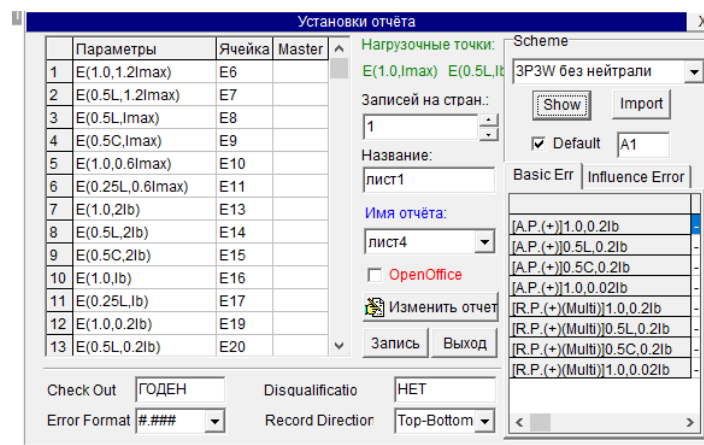 Установки отчёта X
Параметры Ячейка Master
1 E(1.0,1.2Imax) E6
2 E(0.5L,1.2Imax) E7
3 E(0.5L,Imax) E8
4 E(0.5C,Imax) E9
5 E(1.0,0.6Imax) E10
6 E(0.25L,0.6Imax) E11
7 E(1.0,2Ib) E13
8 E(0.5L,2Ib) E14
9 E(0.5C,2Ib) E15
10 E(1.0,Ib) E16
11 E(0.25L,Ib) E17
12 E(1.0,0.2Ib) E19
13 E(0.5L,0.2Ib) E20
Нагрузочные точки:
E(1.0,Imax) E(0.5L,Ib
Записей на стран.:
1
Название:
лист1
Имя отчёта:
лист4
OpenOffice
Изменить отчет
Запись Выход
Scheme
3P3W без нейтрали
Show Import
Default A1
Basic Err Influence Error
[A.P.(+)]1.0,0.2Ib -
[A.P.(+)]0.5L,0.2Ib -
[A.P.(+)]0.5C,0.2Ib -
[A.P.(+)]1.0,0.02Ib -
[R.P.(+)(Multi)]1.0,0.2Ib -
[R.P.(+)(Multi)]0.5L,0.2Ib -
[R.P.(+)(Multi)]0.5C,0.2Ib -
[R.P.(+)(Multi)]1.0,0.02Ib -
Check Out ГОДЕН Disqualificatio НЕТ
Error Format #.### Record Direction Top-Bottom